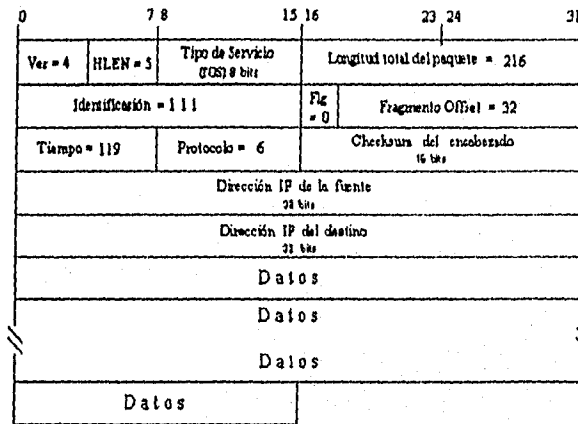 0 7 8 15 16 23 24 31
Ver = 4 HLEN = 5 Tipo de Servicio Longitud total del paquete = 216
(TOS) 8 bits
Identificación = 1 1 1 Flg Fragmento Offset = 32
= 0
Tiempo = 119 Protocolo = 6 Checksum del encabezado
16 bits
Dirección IP de la fuente
32 bits
Dirección IP del destino
32 bits
Datos
Datos
Datos
Datos